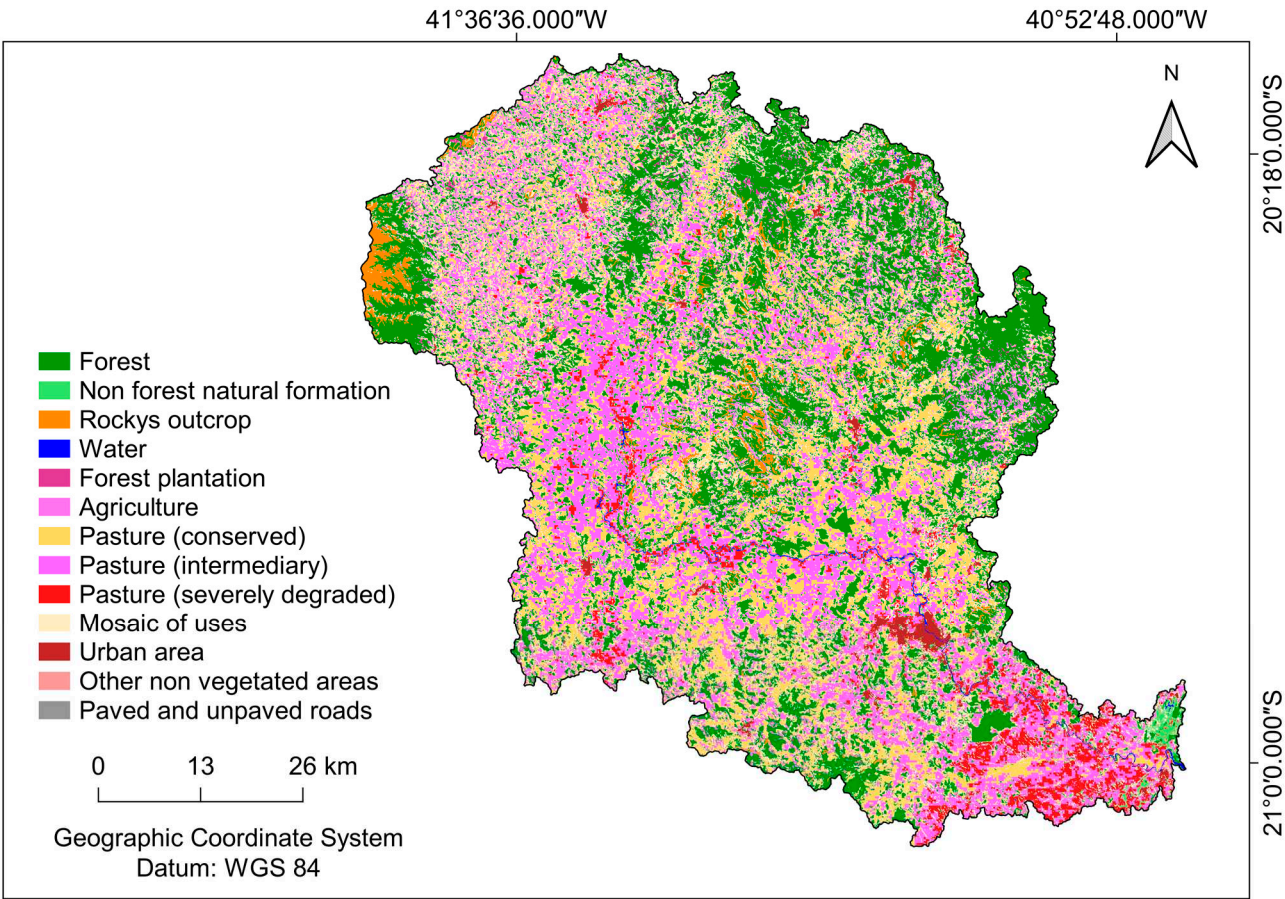 41°36′36.000″W 40°52′48.000″W
N
20°18′0.000″S
Forest
Non forest natural formation
Rockys outcrop
Water
Forest plantation
Agriculture
Pasture (conserved)
Pasture (intermediary)
Pasture (severely degraded)
Mosaic of uses
Urban area
Other non vegetated areas
Paved and unpaved roads
21°0′0.000″S
0 13 26 km
Geographic Coordinate System
Datum: WGS 84